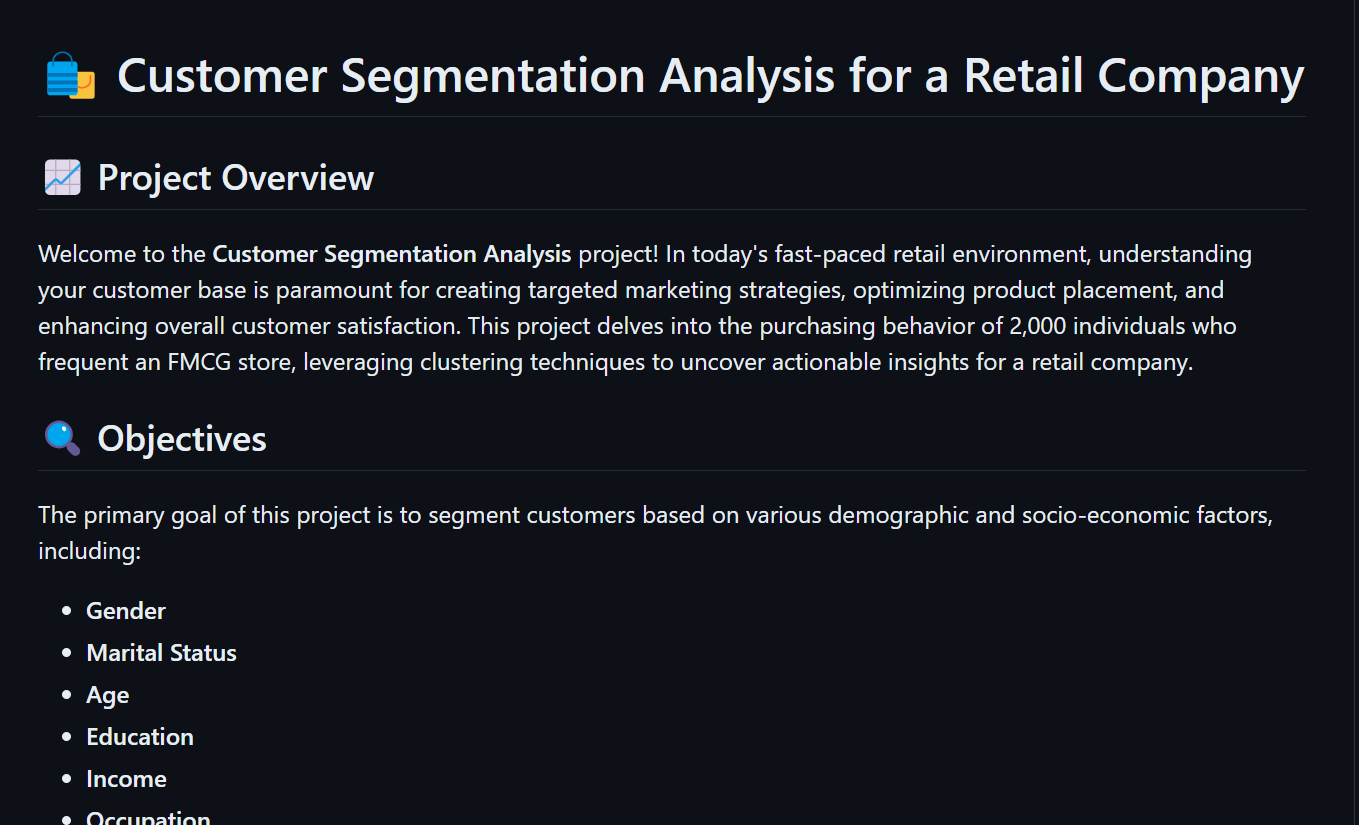 Customer Segmentation Analysis for a Retail Company
Project Overview
Welcome to the Customer Segmentation Analysis project! In today's fast-paced retail environment, understanding
your customer base is paramount for creating targeted marketing strategies, optimizing product placement, and
enhancing overall customer satisfaction. This project delves into the purchasing behavior of 2,000 individuals who
frequent an FMCG store, leveraging clustering techniques to uncover actionable insights for a retail company.
Objectives
The primary goal of this project is to segment customers based on various demographic and socio-economic factors,
including:
• Gender
• Marital Status
• Age
• Education
• Income
• Occupation